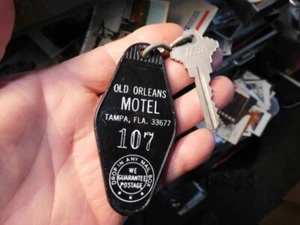 OLD ORLEANS
MOTEL
TAMPA, FLA. 33677
107
DROP IN ANY MAIL BOX
WE
GUARANTEE
POSTAGE